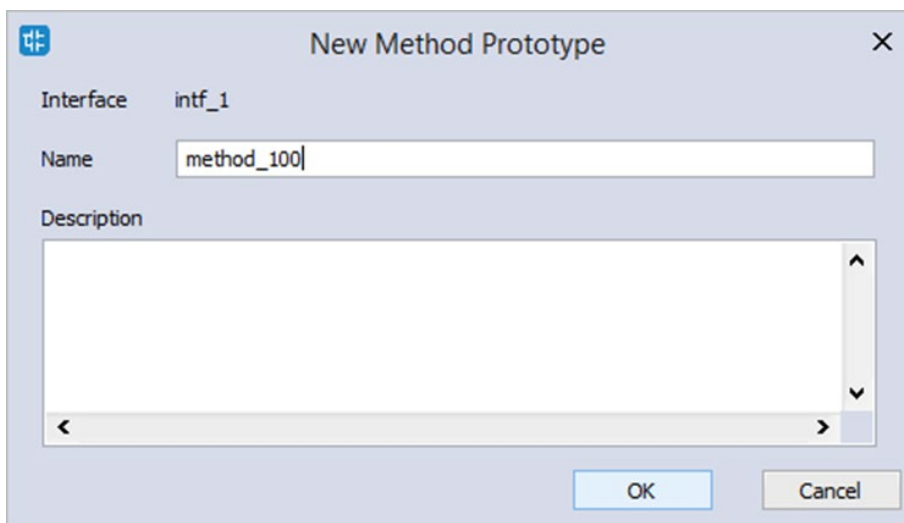 New Method Prototype
Interface intf_1
Name method_100
Description
OK Cancel